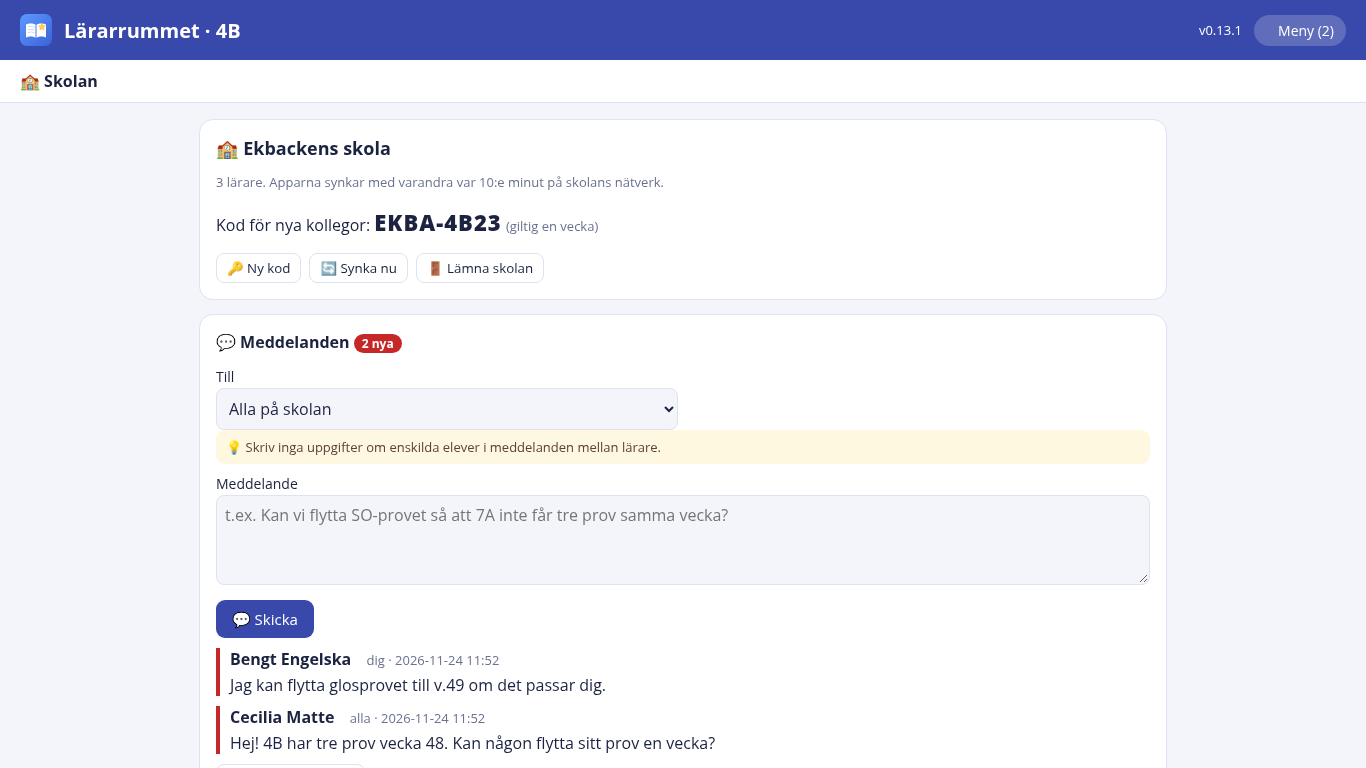 Lärarrummet · 4B
v0.13.1
Meny (2)
🏫 Skolan
🏫 Ekbackens skola
3 lärare. Apparna synkar med varandra var 10:e minut på skolans nätverk.
Kod för nya kollegor: EKBA-4B23 (giltig en vecka)
🔑 Ny kod
🔄 Synka nu
🚪 Lämna skolan
💬 Meddelanden 2 nya
Till
Alla på skolan
💡 Skriv inga uppgifter om enskilda elever i meddelanden mellan lärare.
Meddelande
t.ex. Kan vi flytta SO-provet så att 7A inte får tre prov samma vecka?
💬 Skicka
Bengt Engelska dig · 2026-11-24 11:52
Jag kan flytta glosprovet till v.49 om det passar dig.
Cecilia Matte alla · 2026-11-24 11:52
Hej! 4B har tre prov vecka 48. Kan någon flytta sitt prov en vecka?